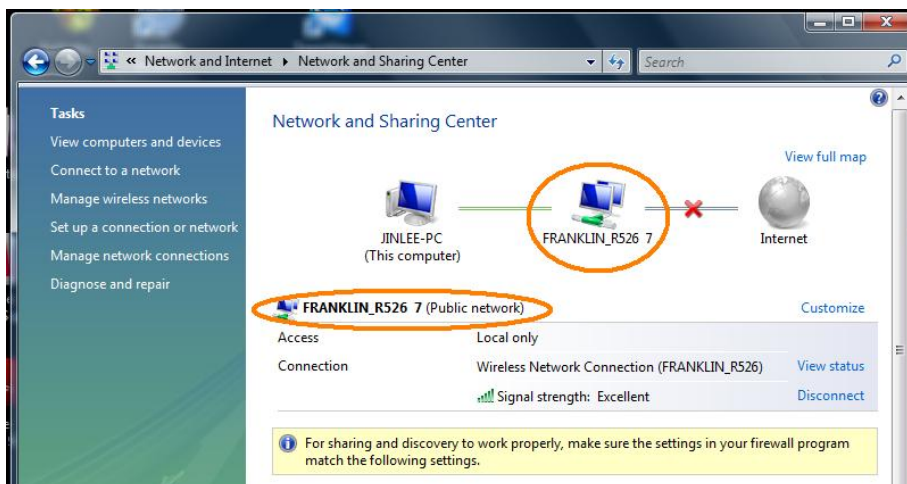 « Network and Internet ▸ Network and Sharing Center
Search
Tasks
View computers and devices
Connect to a network
Manage wireless networks
Set up a connection or network
Manage network connections
Diagnose and repair
Network and Sharing Center
View full map
JINLEE-PC
(This computer)
FRANKLIN_R526 7
Internet
FRANKLIN_R526 7 (Public network)
Customize
Access
Local only
Connection
Wireless Network Connection (FRANKLIN_R526)
View status
Signal strength: Excellent
Disconnect
For sharing and discovery to work properly, make sure the settings in your firewall program
match the following settings.